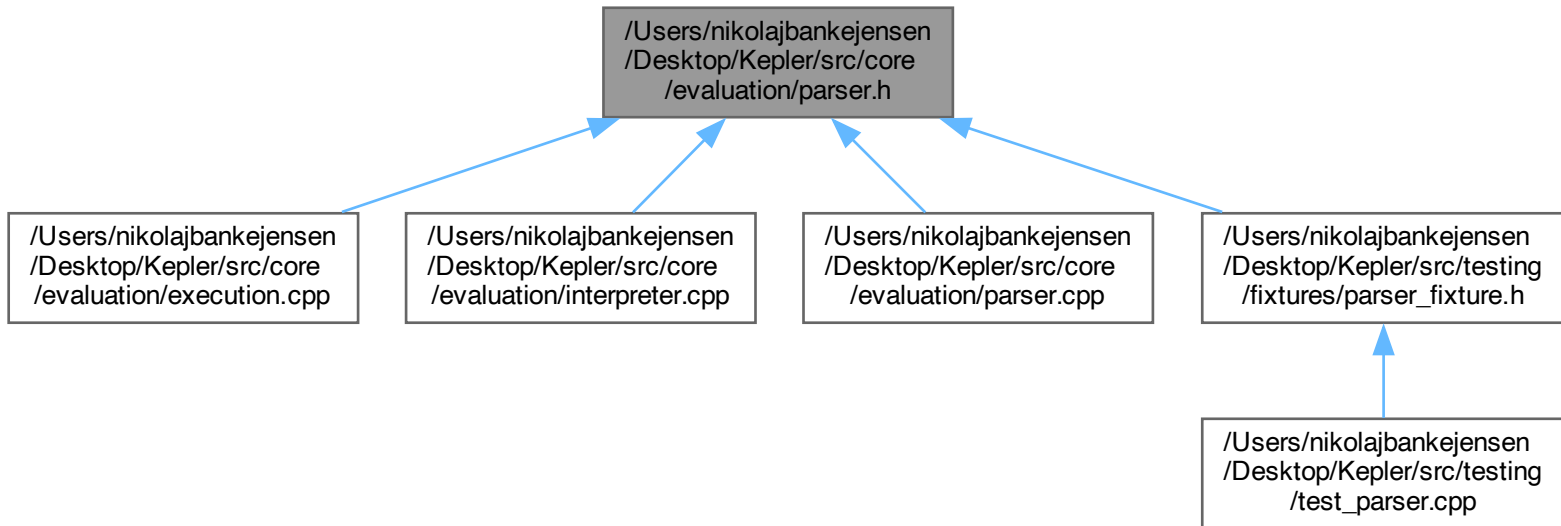 /Users/nikolajbankejensen
/Desktop/Kepler/src/core
/evaluation/parser.h
/Users/nikolajbankejensen
/Desktop/Kepler/src/core
/evaluation/execution.cpp
/Users/nikolajbankejensen
/Desktop/Kepler/src/core
/evaluation/interpreter.cpp
/Users/nikolajbankejensen
/Desktop/Kepler/src/core
/evaluation/parser.cpp
/Users/nikolajbankejensen
/Desktop/Kepler/src/testing
/fixtures/parser_fixture.h
/Users/nikolajbankejensen
/Desktop/Kepler/src/testing
/test_parser.cpp